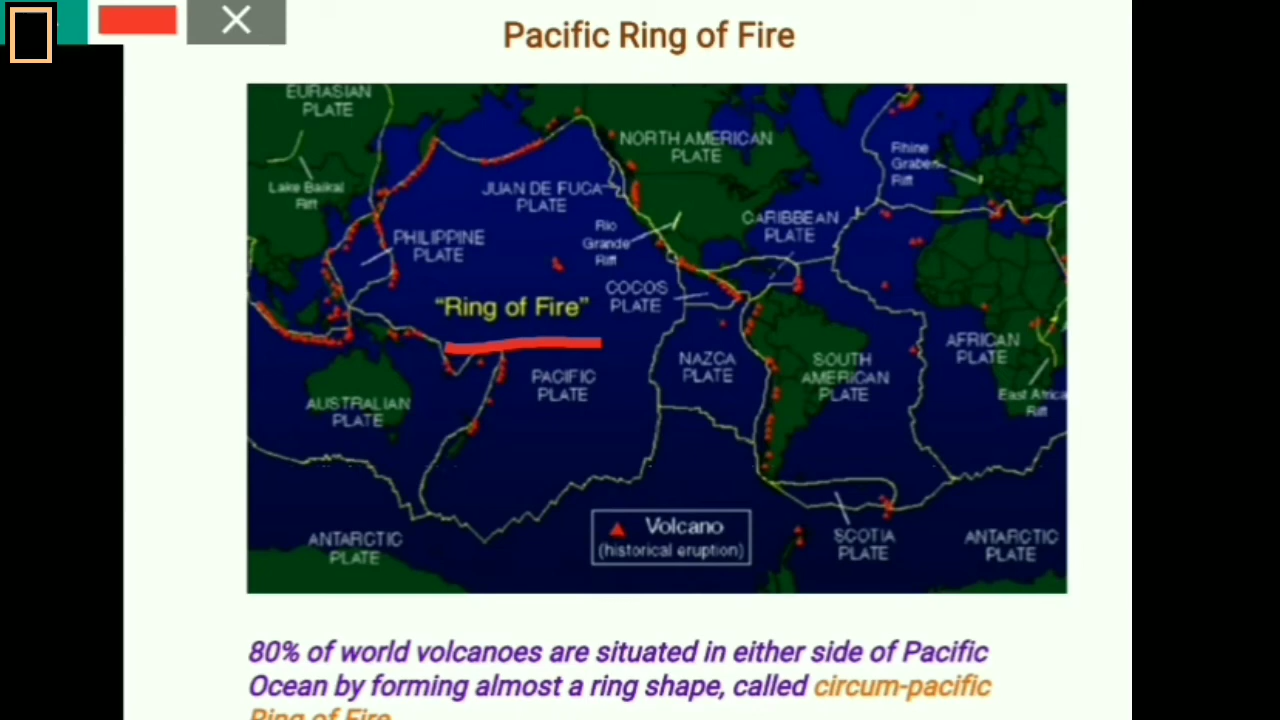 Pacific Ring of Fire
EURASIAN
PLATE
NORTH AMERICAN
PLATE
Rhine
Graben
Rift
Lake Baikal
Rift
JUAN DE FUCA
PLATE
CARIBBEAN
PLATE
Rio
Grande
Rift
PHILIPPINE
PLATE
COCOS
PLATE
"Ring of Fire"
AFRICAN
PLATE
NAZCA
PLATE
SOUTH
AMERICAN
PLATE
PACIFIC
PLATE
East Africa
Rift
AUSTRALIAN
PLATE
Volcano
(historical eruption)
ANTARCTIC
PLATE
SCOTIA
PLATE
ANTARCTIC
PLATE
80% of world volcanoes are situated in either side of Pacific
Ocean by forming almost a ring shape, called circum-pacific
Ring of Fire